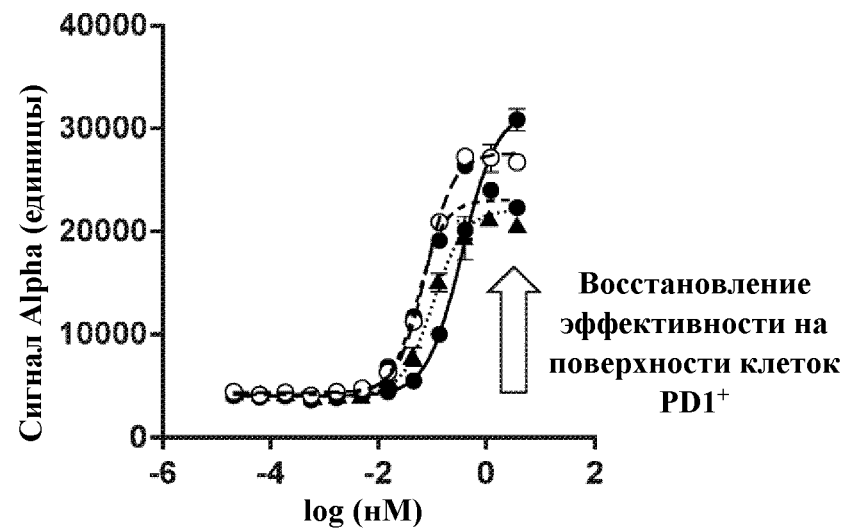 40000
30000
20000
10000
0
Сигнал Alpha (единицы)
-6
-4
-2
0
2
log (нМ)
Восстановление
эффективности на
поверхности клеток
PD1+